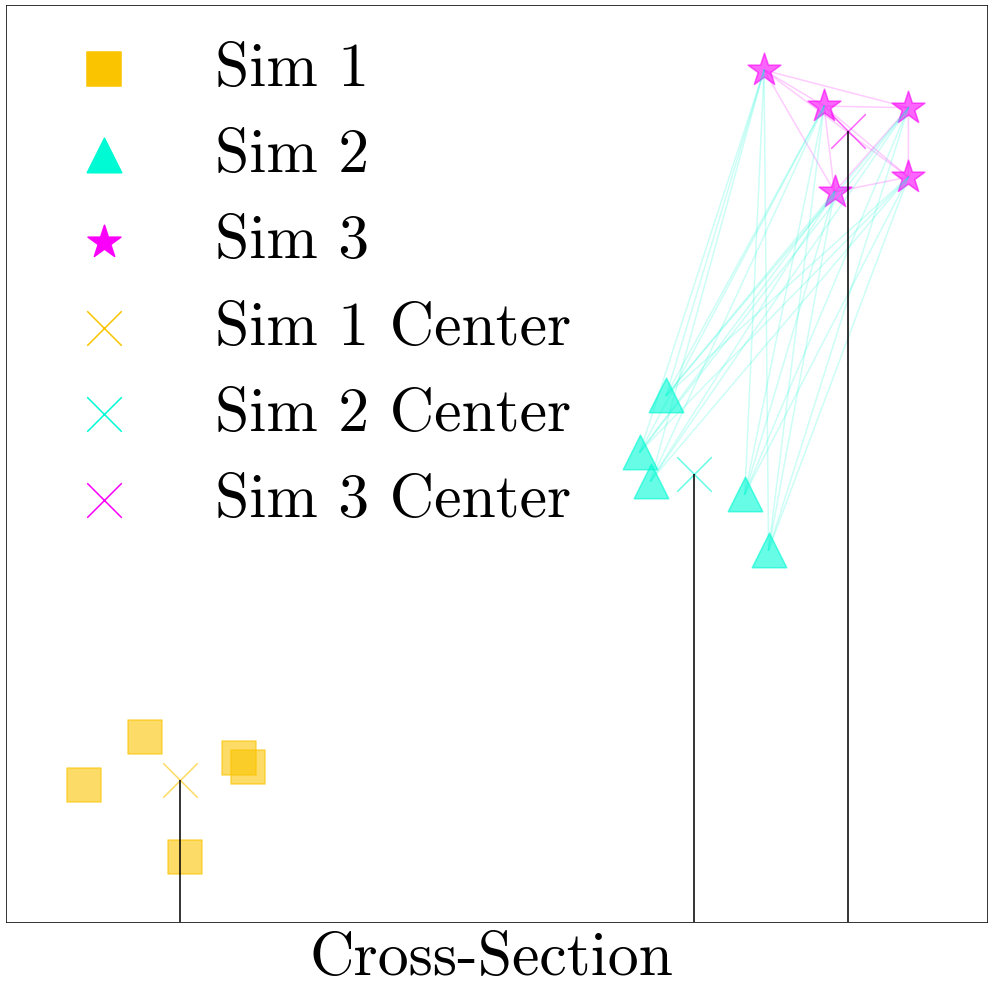 Sim 1
Sim 2
Sim 3
Sim 1 Center
Sim 2 Center
Sim 3 Center
Cross-Section